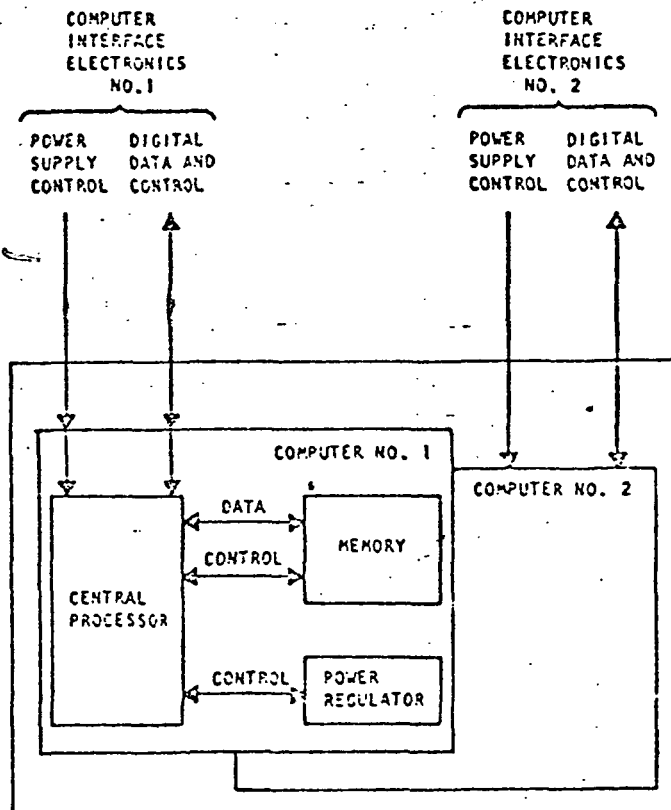 COMPUTER
INTERFACE
ELECTRONICS
NO.1
COMPUTER
INTERFACE
ELECTRONICS
NO. 2
POWER
SUPPLY
CONTROL
DIGITAL
DATA AND
CONTROL
POWER
SUPPLY
CONTROL
DIGITAL
DATA AND
CONTROL
COMPUTER NO. 1
COMPUTER NO. 2
DATA
MEMORY
CONTROL
CENTRAL
PROCESSOR
CONTROL
POWER
REGULATOR